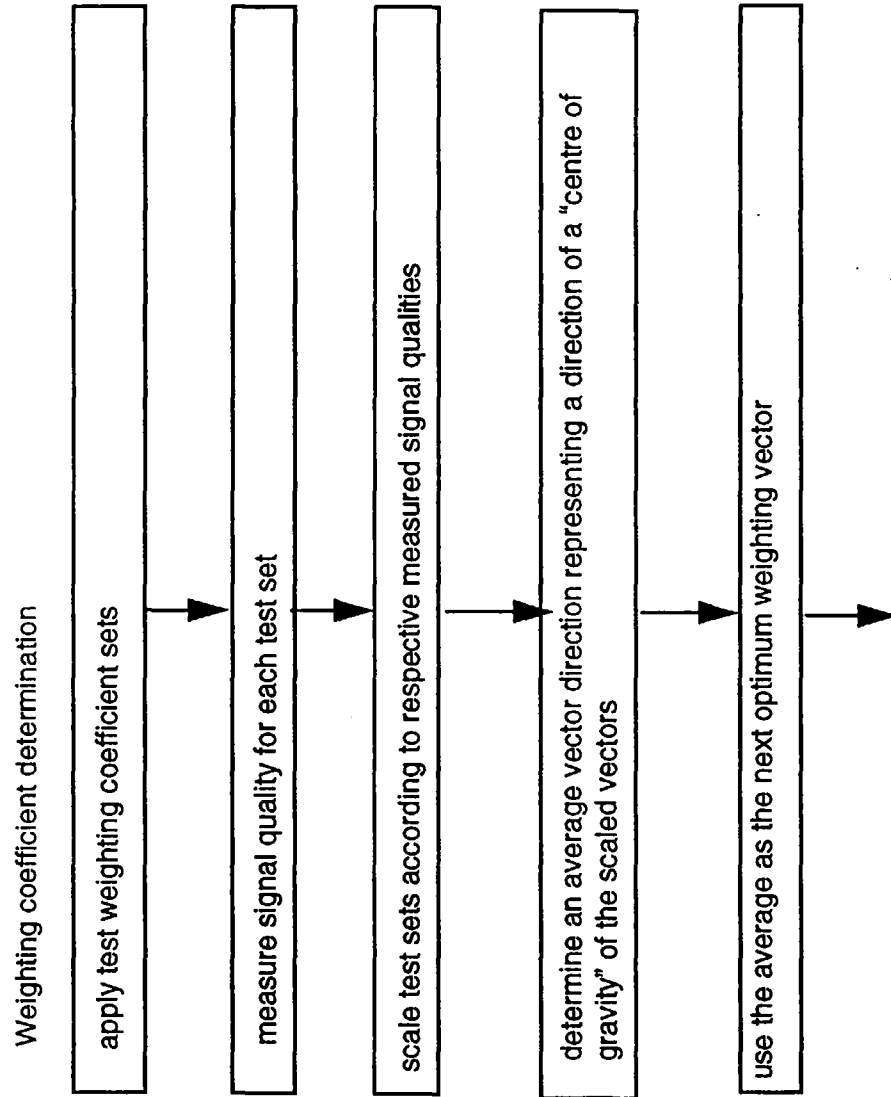 Weighting coefficient determination
apply test weighting coefficient sets
measure signal quality for each test set
scale test sets according to respective measured signal qualities
determine an average vector direction representing a direction of a "centre of
gravity" of the scaled vectors
use the average as the next optimum weighting vector